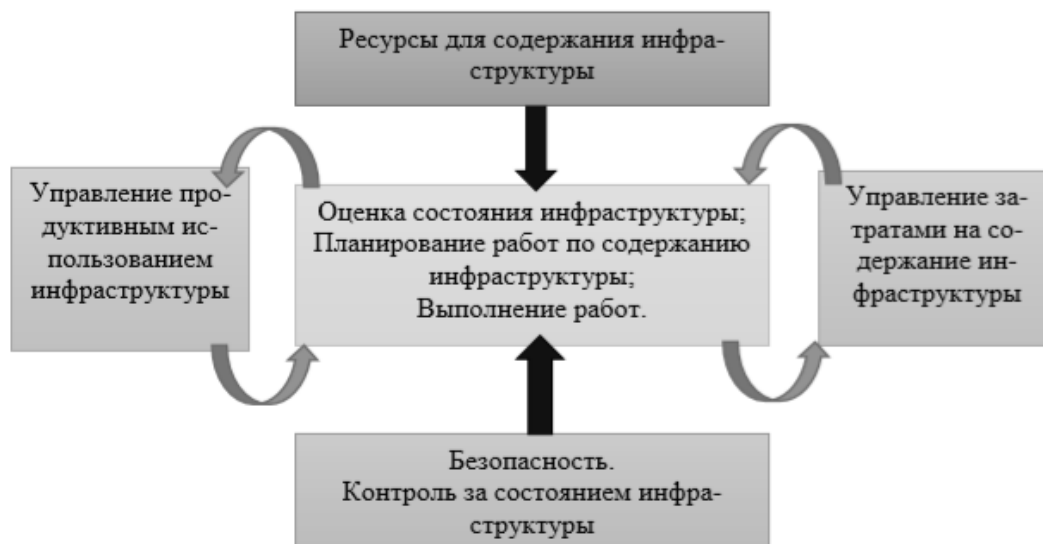 Ресурсы для содержания инфра-
структуры
Управление про-
дуктивным ис-
пользованием
инфраструктуры
Оценка состояния инфраструктуры;
Планирование работ по содержанию
инфраструктуры;
Выполнение работ.
Управление за-
тратами на со-
держание ин-
фраструктуры
Безопасность.
Контроль за состоянием инфра-
структуры